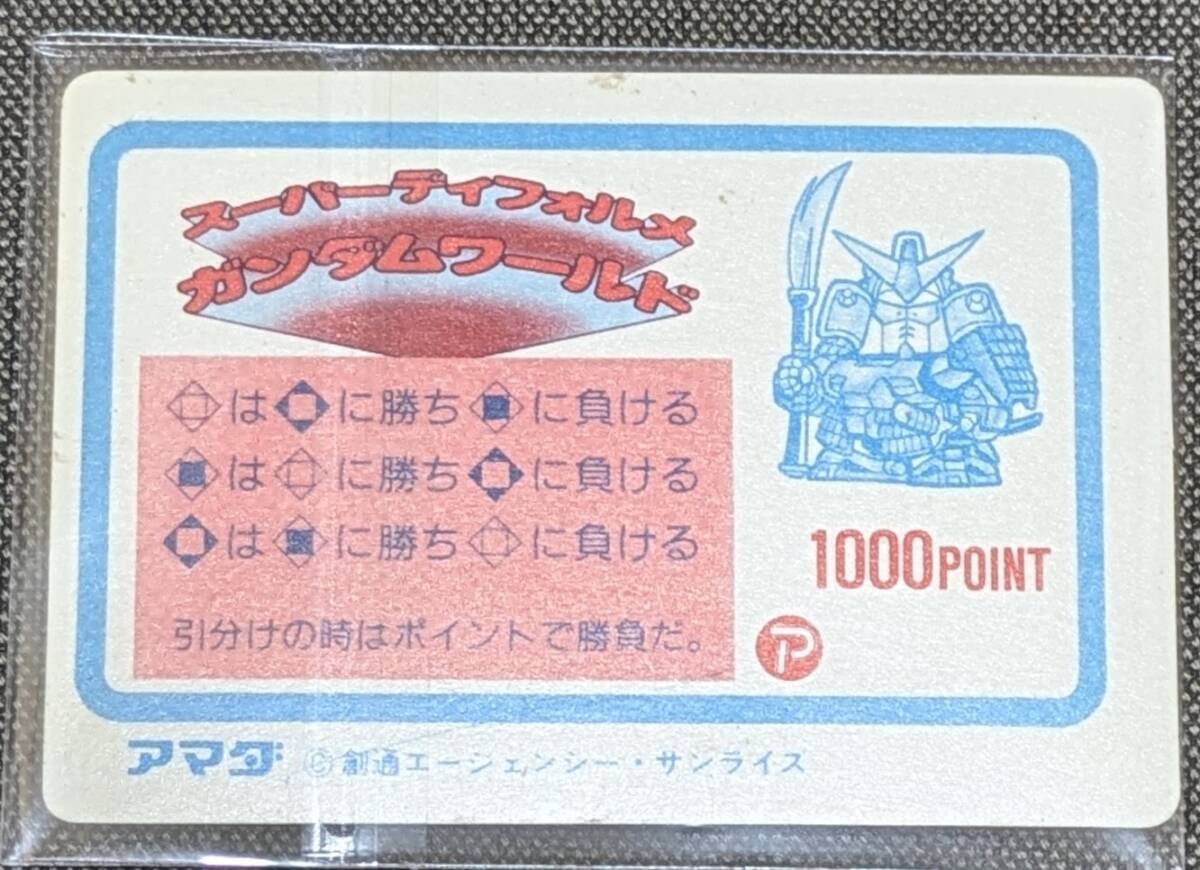 スーパーディフォルメ
ガンダムワールド
は に勝ち に負ける
は に勝ち に負ける
は に勝ち に負ける
引分けの時はポイントで勝負だ。
1000POINT
ア
アマダ ©創通エージェンシー・サンライズ